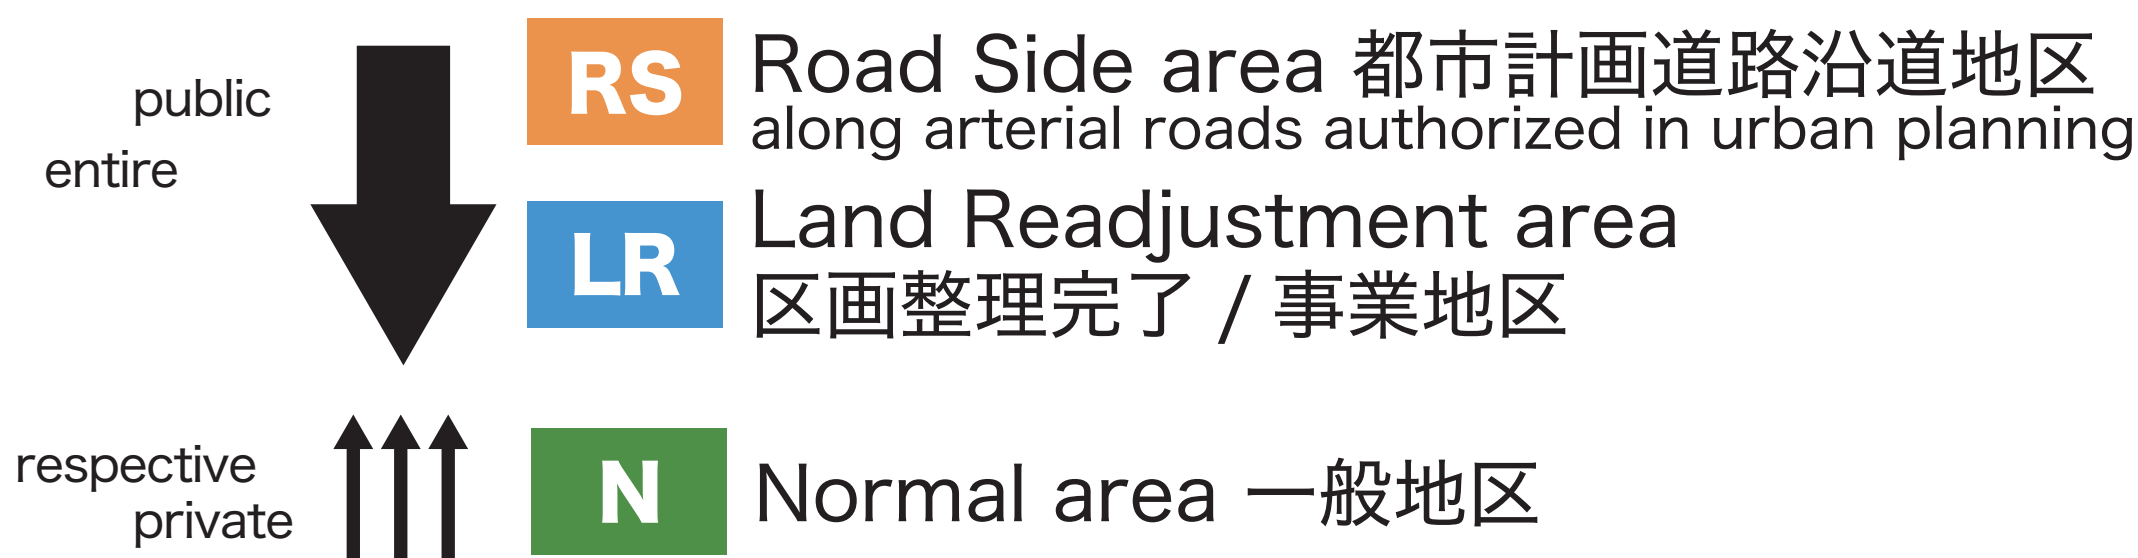 public
entire
RS
Road Side area 都市計画道路沿道地区
along arterial roads authorized in urban planning
LR
Land Readjustment area
区画整理完了 / 事業地区
respective
private
N
Normal area 一般地区